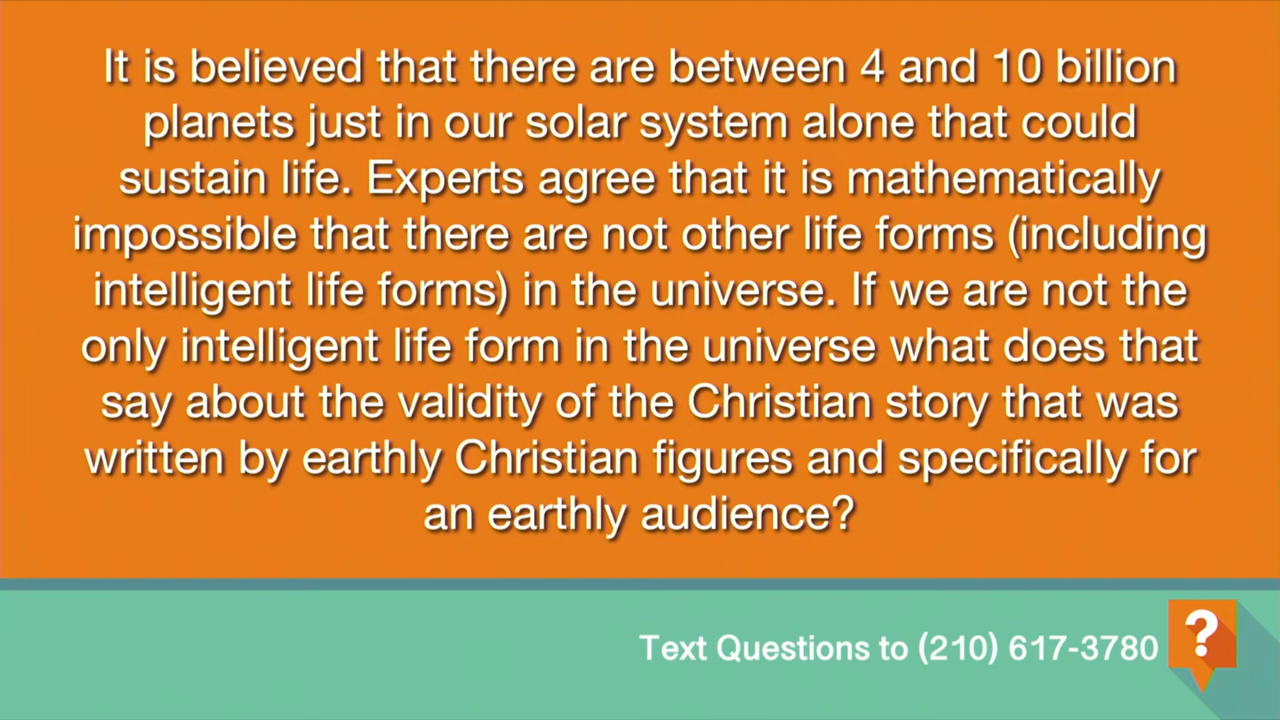 It is believed that there are between 4 and 10 billion
planets just in our solar system alone that could
sustain life. Experts agree that it is mathematically
impossible that there are not other life forms (including
intelligent life forms) in the universe. If we are not the
only intelligent life form in the universe what does that
say about the validity of the Christian story that was
written by earthly Christian figures and specifically for
an earthly audience?
Text Questions to (210) 617-3780
?